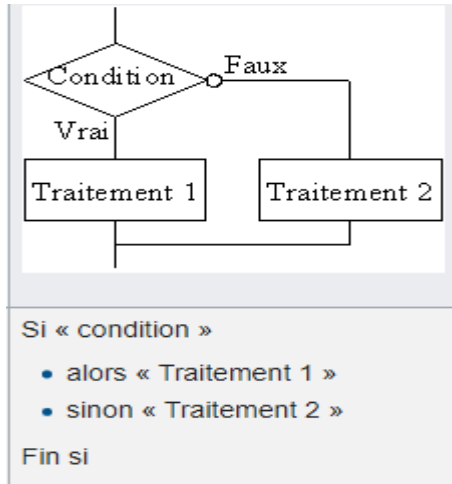 Condition
Faux
Vrai
Traitement 1
Traitement 2
Si « condition »
• alors « Traitement 1 »
• sinon « Traitement 2 »
Fin si